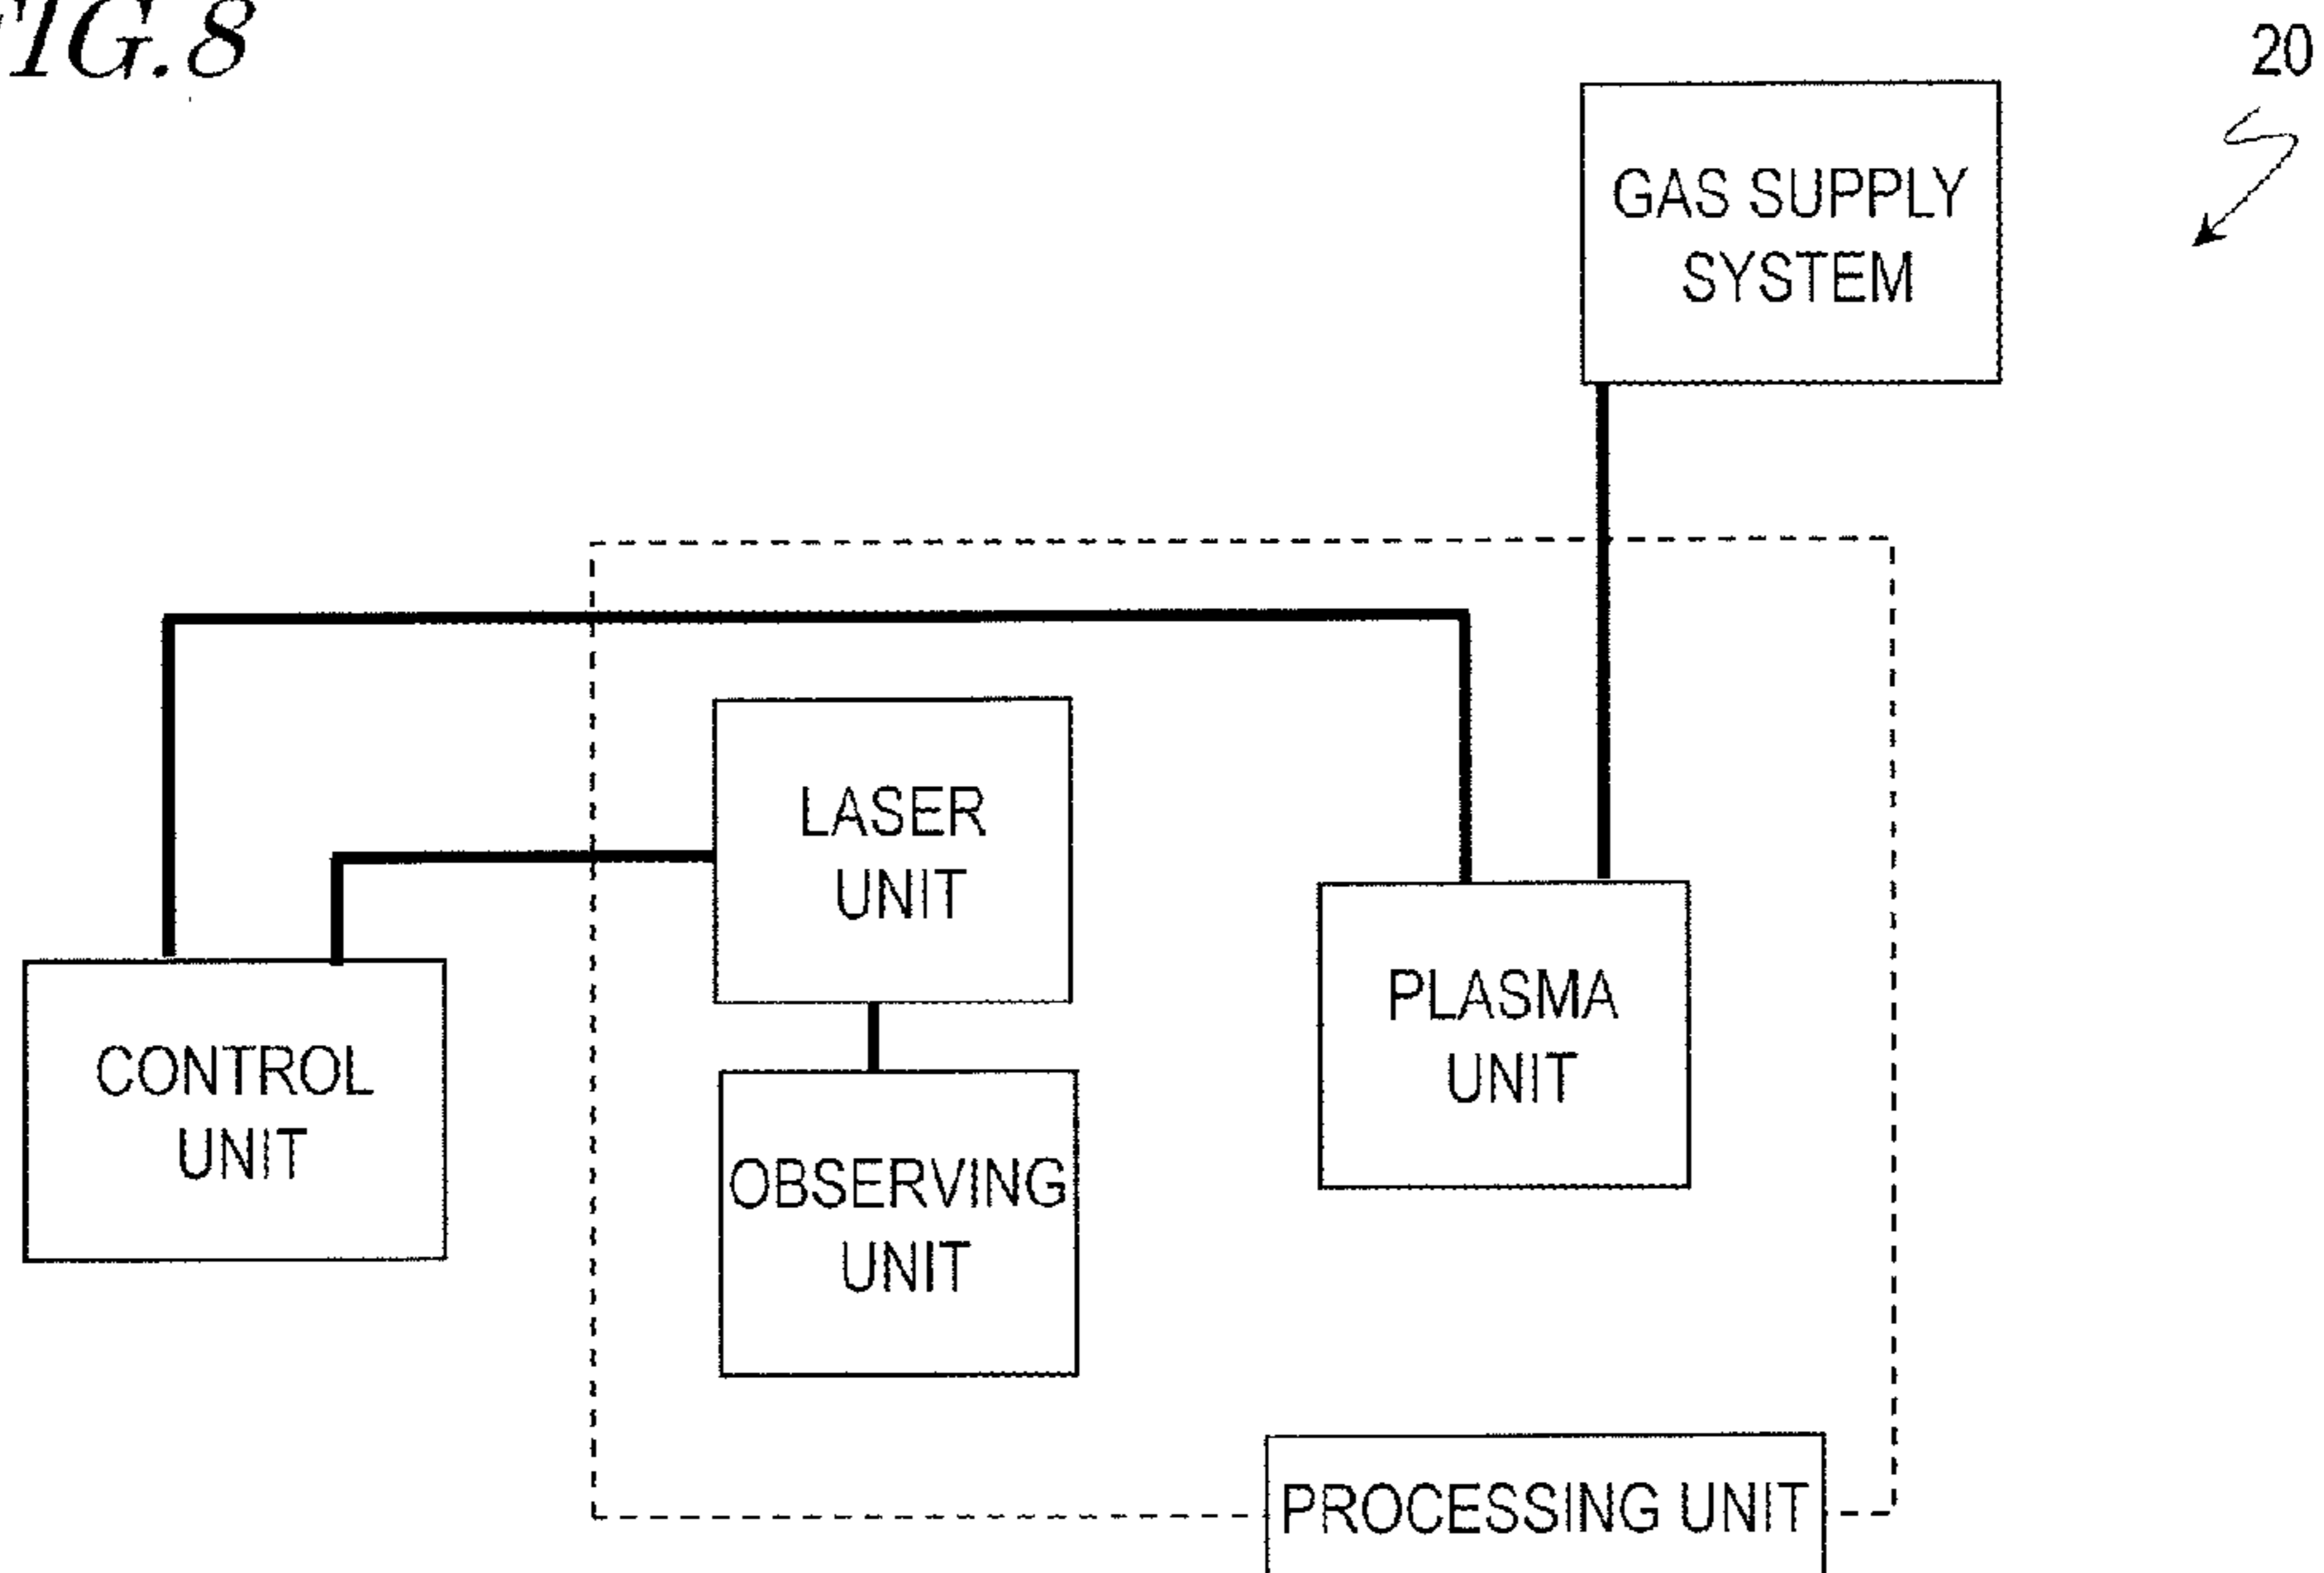 FIG.8
20
GAS SUPPLY
SYSTEM
LASER
UNIT
PLASMA
UNIT
CONTROL
UNIT
OBSERVING
UNIT
PROCESSING UNIT